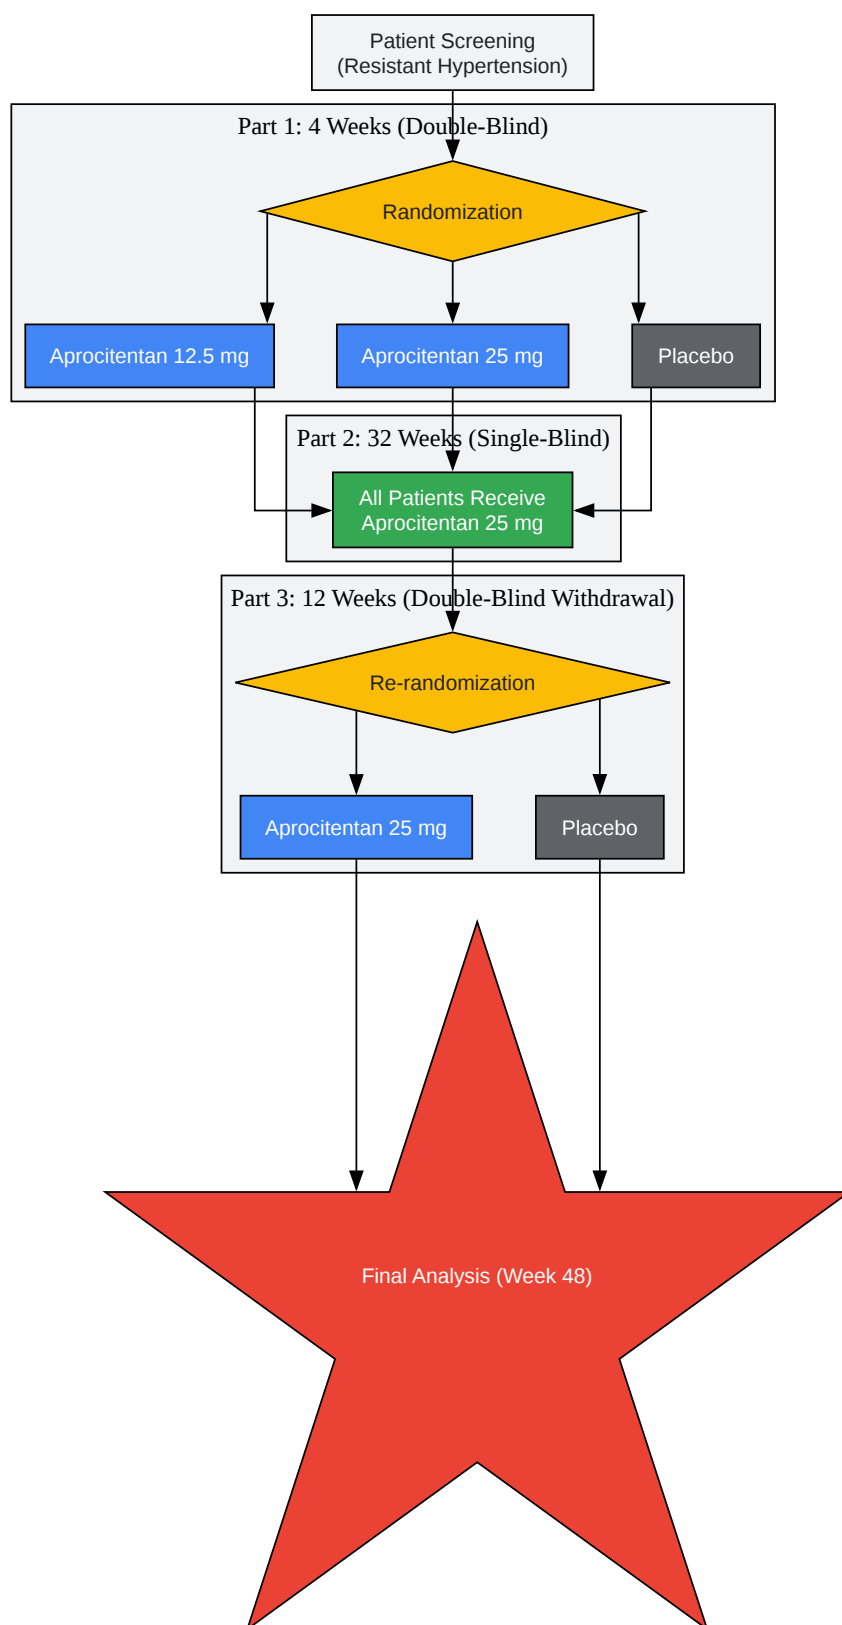 Patient Screening
(Resistant Hypertension)
Part 1: 4 Weeks (Double-Blind)
Randomization
Aprocitentan 12.5 mg
Aprocitentan 25 mg
Placebo
Part 2: 32 Weeks (Single-Blind)
All Patients Receive
Aprocitentan 25 mg
Part 3: 12 Weeks (Double-Blind Withdrawal)
Re-randomization
Aprocitentan 25 mg
Placebo
Final Analysis (Week 48)